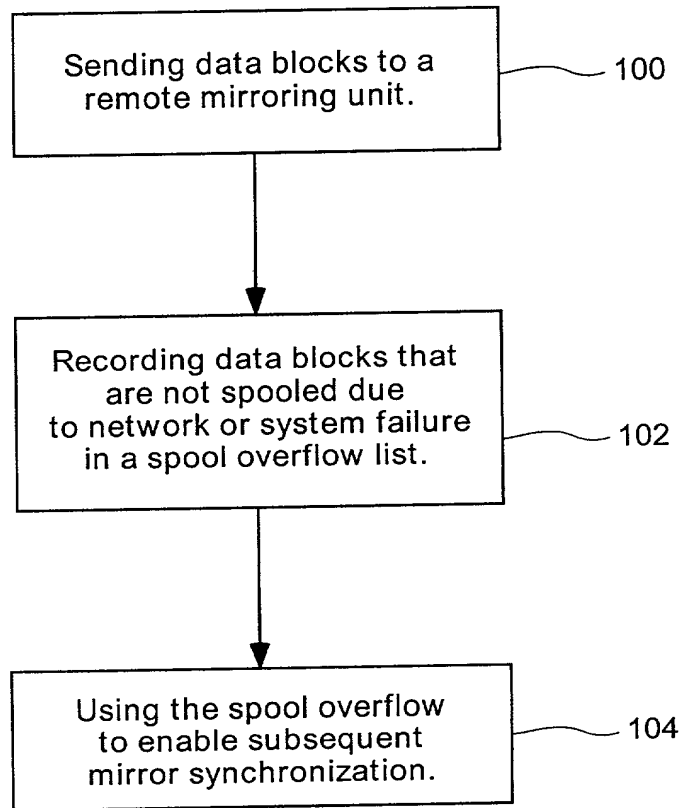 Sending data blocks to a
remote mirroring unit.
100
Recording data blocks that
are not spooled due
to network or system failure
in a spool overflow list.
102
Using the spool overflow
to enable subsequent
mirror synchronization.
104